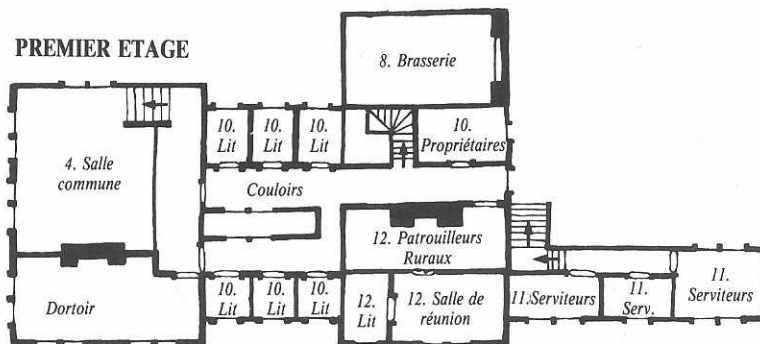 PREMIER ETAGE
8. Brasserie
10.
Lit
10.
Lit
10.
Lit
10.
Propriétaires
4. Salle
commune
Couloirs
12. Patrouilleurs
Ruraux
Dortoir
10.
Lit
10.
Lit
10.
Lit
12.
Lit
12. Salle de
réunion
11. Serviteurs
11.
Serv.
11.
Serviteurs